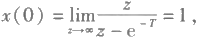 x(0) = lim_{z→∞} z / (z − e^{−T}) = 1 ,